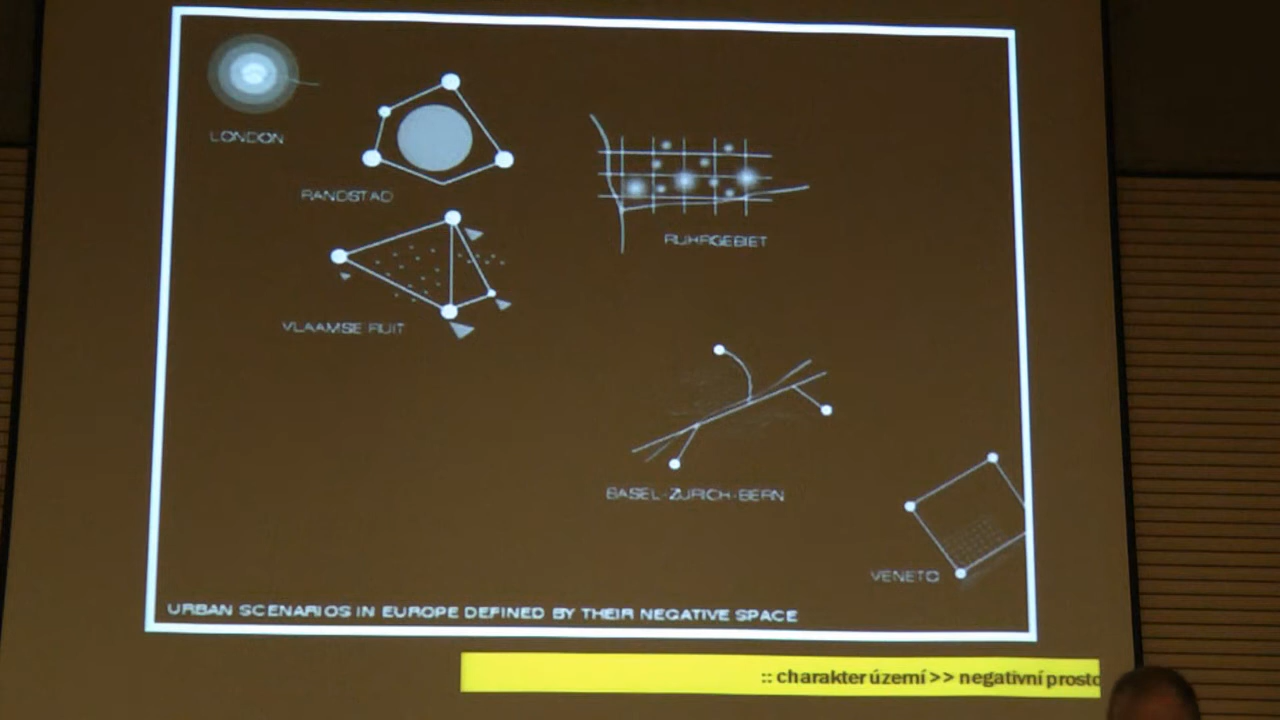 LONDON
RANDSTAD
RUHRGEBIET
VLAAMSE RUIT
BASEL-ZURICH-BERN
VENETO
URBAN SCENARIOS IN EUROPE DEFINED BY THEIR NEGATIVE SPACE
:: charakter území >> negativní prosto